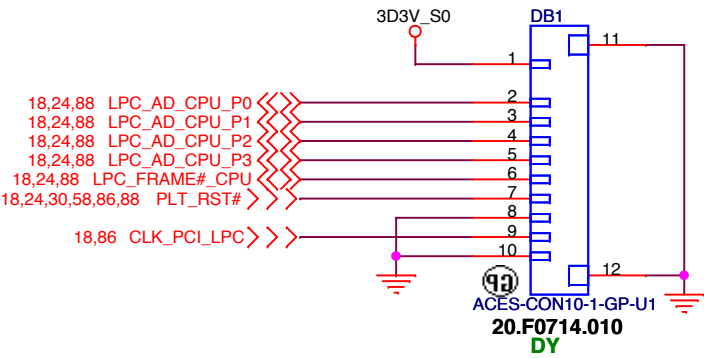 3D3V_S0
DB1
11
1
18,24,88 LPC_AD_CPU_P0 2
18,24,88 LPC_AD_CPU_P1 3
18,24,88 LPC_AD_CPU_P2 4
18,24,88 LPC_AD_CPU_P3 5
18,24,88 LPC_FRAME#_CPU 6
18,24,30,58,86,88 PLT_RST# 7
8
18,86 CLK_PCI_LPC 9
10
12
GP
ACES-CON10-1-GP-U1
20.F0714.010
DY